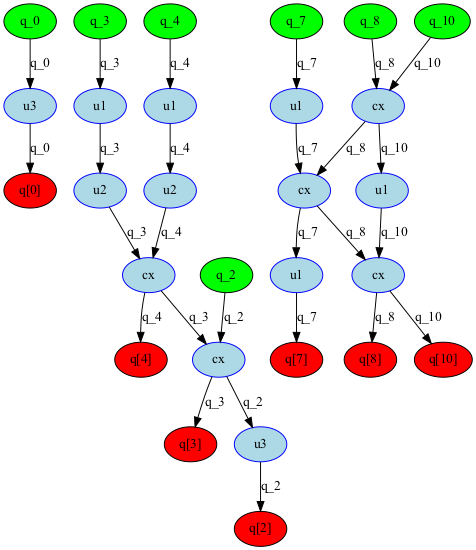 q_0 q_3 q_4 q_7 q_8 q_10
q_0 q_3 q_4 q_7 q_8 q_10
u3 u1 u1 u1 cx
q_0 q_3 q_4 q_7 q_8 q_10
q[0] u2 u2 cx u1
q_3 q_4 q_7 q_8 q_10
cx q_2 u1 cx
q_4 q_3 q_2 q_7 q_8 q_10
q[4] cx q[7] q[8] q[10]
q_3 q_2
q[3] u3
q_2
q[2]